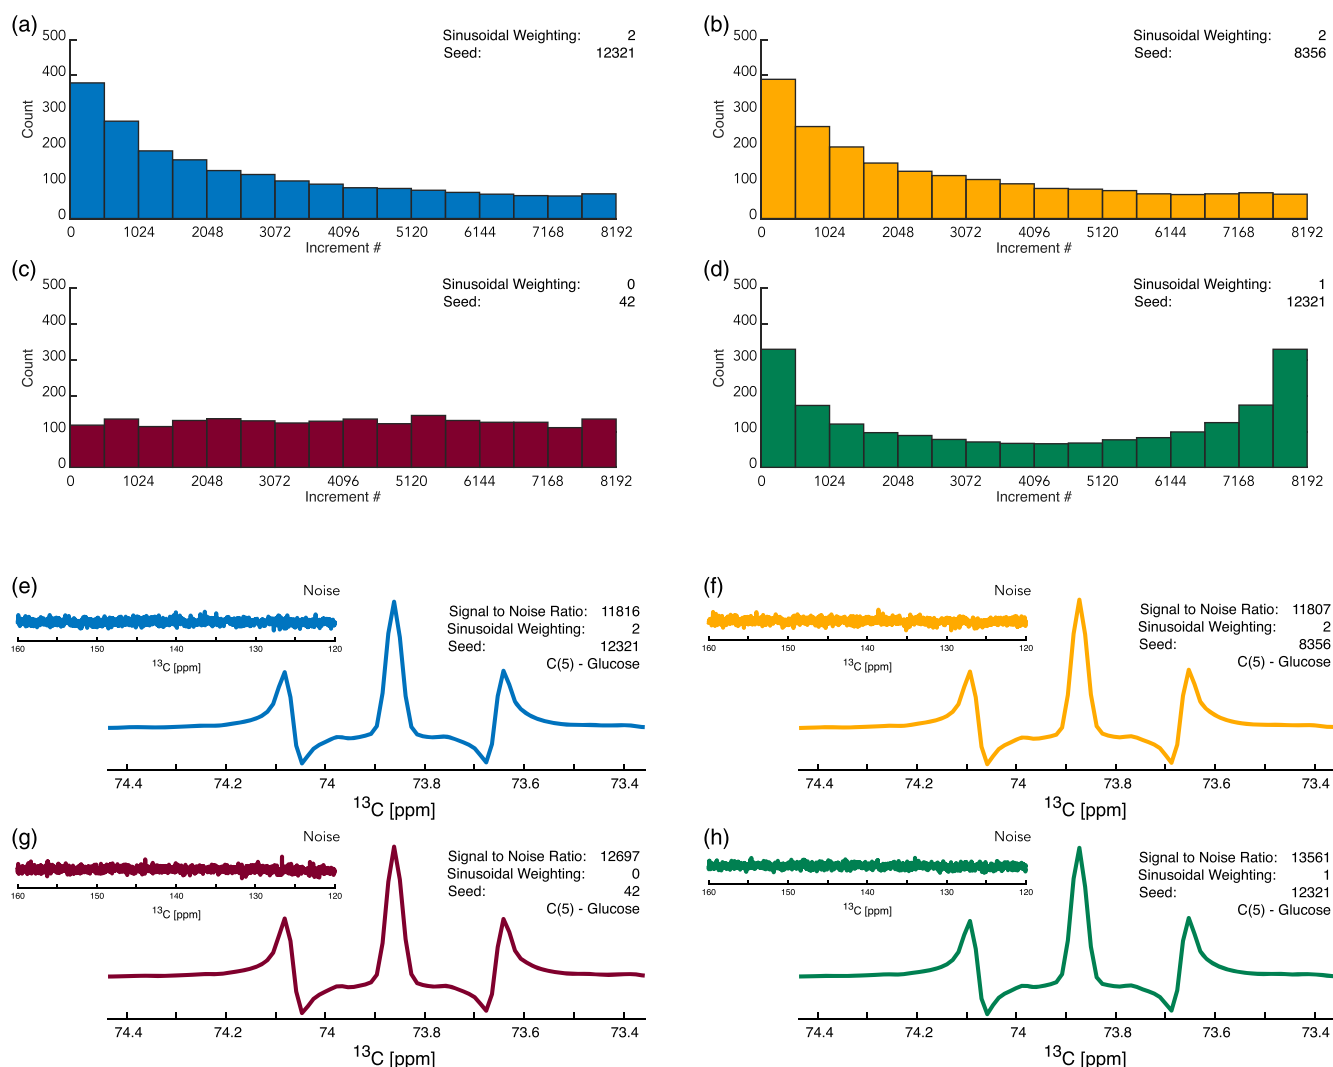 (a)
Sinusoidal Weighting: 2
Seed: 12321
500
400
300
200
100
0
Count
0 1024 2048 3072 4096 5120 6144 7168 8192
Increment #
(b)
Sinusoidal Weighting: 2
Seed: 8356
500
400
300
200
100
0
Count
0 1024 2048 3072 4096 5120 6144 7168 8192
Increment #
(c)
Sinusoidal Weighting: 0
Seed: 42
500
400
300
200
100
0
Count
0 1024 2048 3072 4096 5120 6144 7168 8192
Increment #
(d)
Sinusoidal Weighting: 1
Seed: 12321
500
400
300
200
100
0
Count
0 1024 2048 3072 4096 5120 6144 7168 8192
Increment #
(e)
Noise
160 150 140 130 120
13C [ppm]
Signal to Noise Ratio: 11816
Sinusoidal Weighting: 2
Seed: 12321
C(5) - Glucose
74.4 74.2 74 73.8 73.6 73.4
13C [ppm]
(f)
Noise
160 150 140 130 120
13C [ppm]
Signal to Noise Ratio: 11807
Sinusoidal Weighting: 2
Seed: 8356
C(5) - Glucose
74.4 74.2 74 73.8 73.6 73.4
13C [ppm]
(g)
Noise
160 150 140 130 120
13C [ppm]
Signal to Noise Ratio: 12697
Sinusoidal Weighting: 0
Seed: 42
C(5) - Glucose
74.4 74.2 74 73.8 73.6 73.4
13C [ppm]
(h)
Noise
160 150 140 130 120
13C [ppm]
Signal to Noise Ratio: 13561
Sinusoidal Weighting: 1
Seed: 12321
C(5) - Glucose
74.4 74.2 74 73.8 73.6 73.4
13C [ppm]